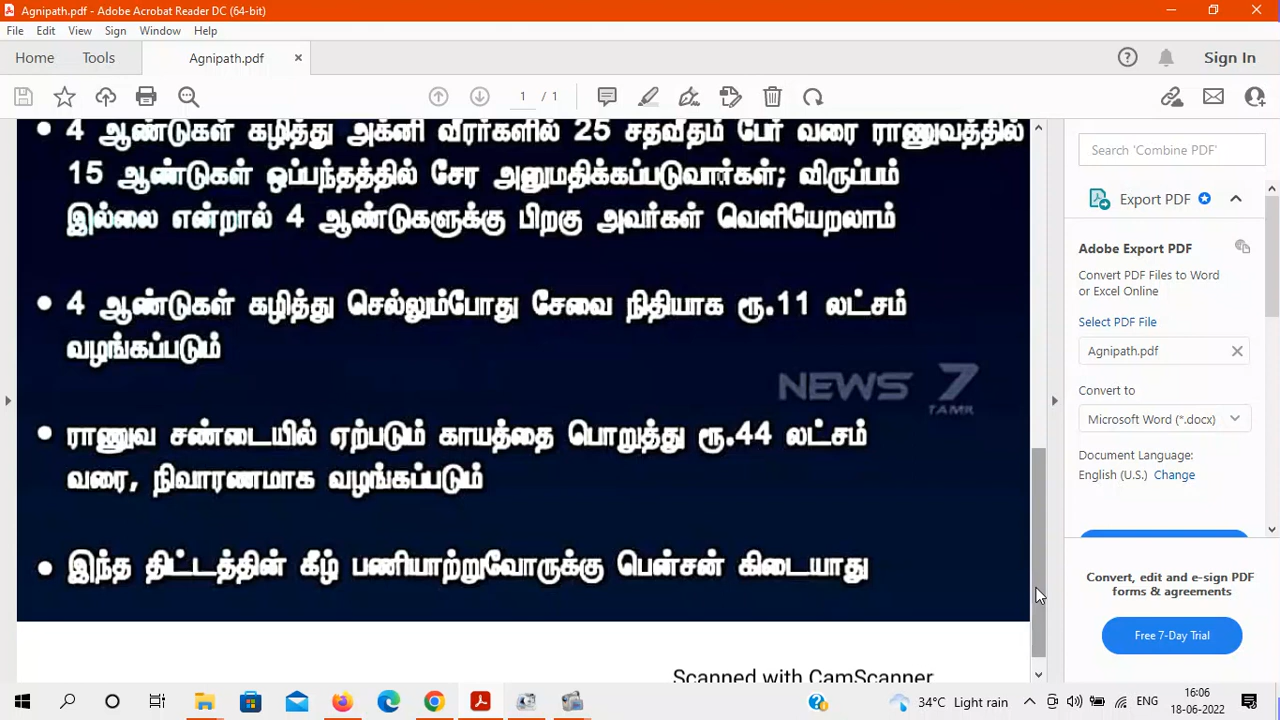 Agnipath.pdf - Adobe Acrobat Reader DC (64-bit)
File Edit View Sign Window Help
Home Tools Agnipath.pdf × ? Sign In
1 / 1
• 4 ஆண்டுகள் கழித்து அக்னி வீரர்களில் 25 சதவீதம் பேர் வரை ராணுவத்தில்
15 ஆண்டுகள் ஒப்பந்தத்தில் சேர அனுமதிக்கப்படுவார்கள்; விருப்பம்
இல்லை என்றால் 4 ஆண்டுகளுக்கு பிறகு அவர்கள் வெளியேறலாம்
• 4 ஆண்டுகள் கழித்து செல்லும்போது சேவை நிதியாக ரூ.11 லட்சம்
வழங்கப்படும்
NEWS 7
TAMIL
• ராணுவ சண்டையில் ஏற்படும் காயத்தை பொறுத்து ரூ.44 லட்சம்
வரை, நிவாரணமாக வழங்கப்படும்
• இந்த திட்டத்தின் கீழ் பணியாற்றுவோருக்கு பென்சன் கிடையாது
Scanned with CamScanner
Search 'Combine PDF'
Export PDF
Adobe Export PDF
Convert PDF Files to Word
or Excel Online
Select PDF File
Agnipath.pdf ×
Convert to
Microsoft Word (*.docx)
Document Language:
English (U.S.) Change
Convert, edit and e-sign PDF
forms & agreements
Free 7-Day Trial
34°C Light rain ENG 6:06
18-06-2022